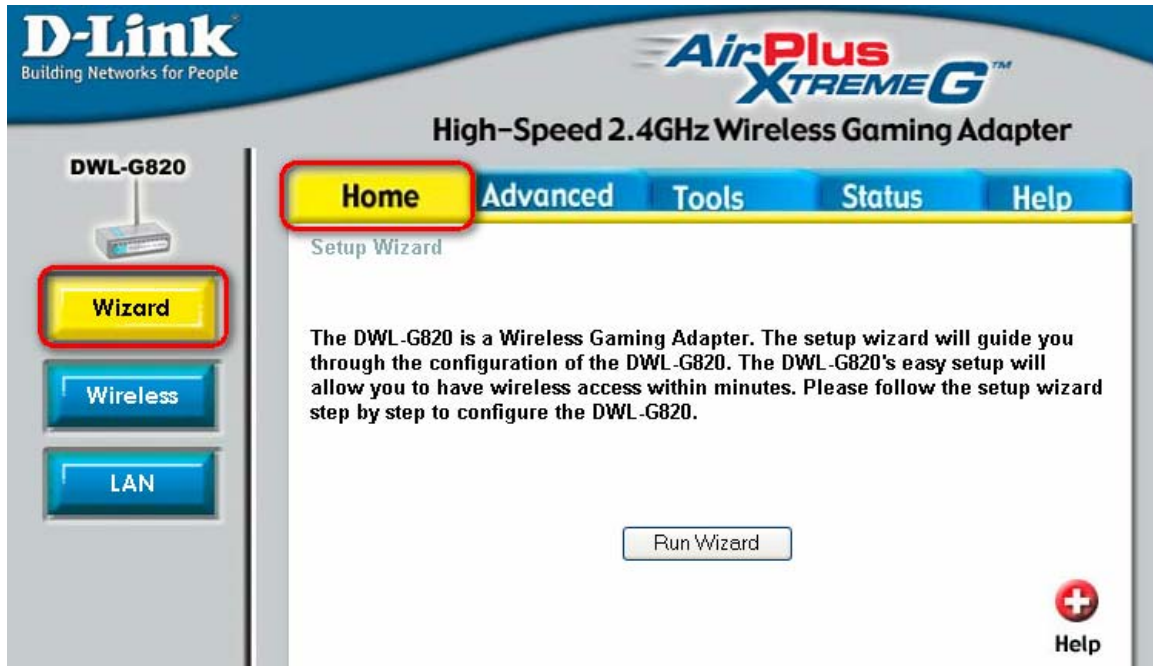 D-Link
Building Networks for People
AirPlus
XTREME G™
High-Speed 2.4GHz Wireless Gaming Adapter
DWL-G820
Home
Advanced
Tools
Status
Help
Wizard
Wireless
LAN
Setup Wizard
The DWL-G820 is a Wireless Gaming Adapter. The setup wizard will guide you
through the configuration of the DWL-G820. The DWL-G820's easy setup will
allow you to have wireless access within minutes. Please follow the setup wizard
step by step to configure the DWL-G820.
Run Wizard
Help